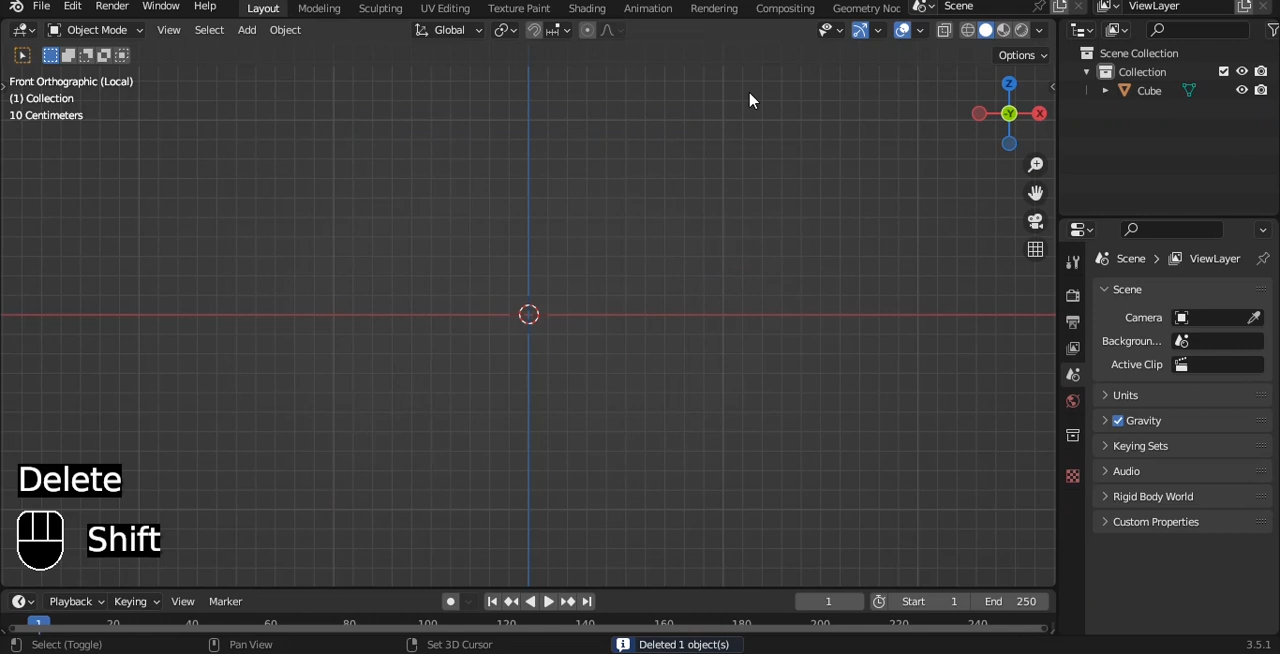 File Edit Render Window Help Layout Modeling Sculpting UV Editing Texture Paint Shading Animation Rendering Compositing Geometry Noc Scene ViewLayer
Object Mode View Select Add Object Global
Options
Scene Collection
Collection
Cube
Front Orthographic (Local)
(1) Collection
10 Centimeters
Z
-Y X
Scene ViewLayer
Scene
Camera
Backgroun...
Active Clip
Units
Gravity
Keying Sets
Audio
Rigid Body World
Custom Properties
Delete
Shift
Playback Keying View Marker 1 Start 1 End 250
1 20 40 60 80 100 120 140 160 180 200 220 240
Select (Toggle) Pan View Set 3D Cursor Deleted 1 object(s) 3.5.1